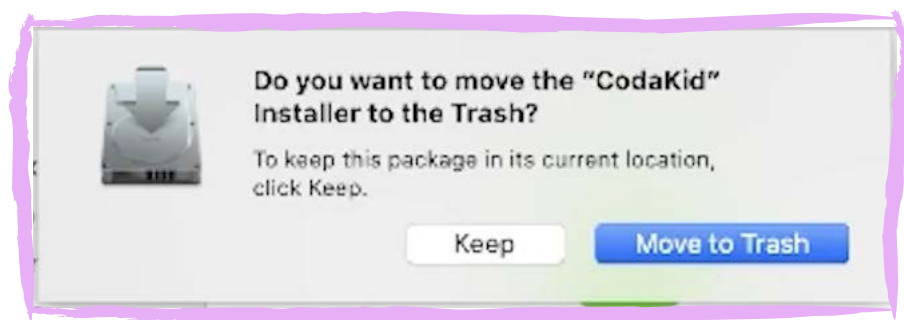 Do you want to move the “CodaKid”
Installer to the Trash?
To keep this package in its current location,
click Keep.
Keep
Move to Trash